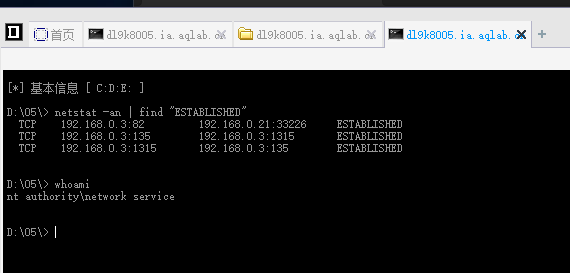 首页 dl9k8005.ia.aqlab.c dl9k8005.ia.aqlab.c dl9k8005.ia.aqlab.c
[*] 基本信息 [ C:D:E: ]
D:\05\> netstat -an | find "ESTABLISHED"
TCP 192.168.0.3:82 192.168.0.21:33226 ESTABLISHED
TCP 192.168.0.3:135 192.168.0.3:1315 ESTABLISHED
TCP 192.168.0.3:1315 192.168.0.3:135 ESTABLISHED
D:\05\> whoami
nt authority\network service
D:\05\>